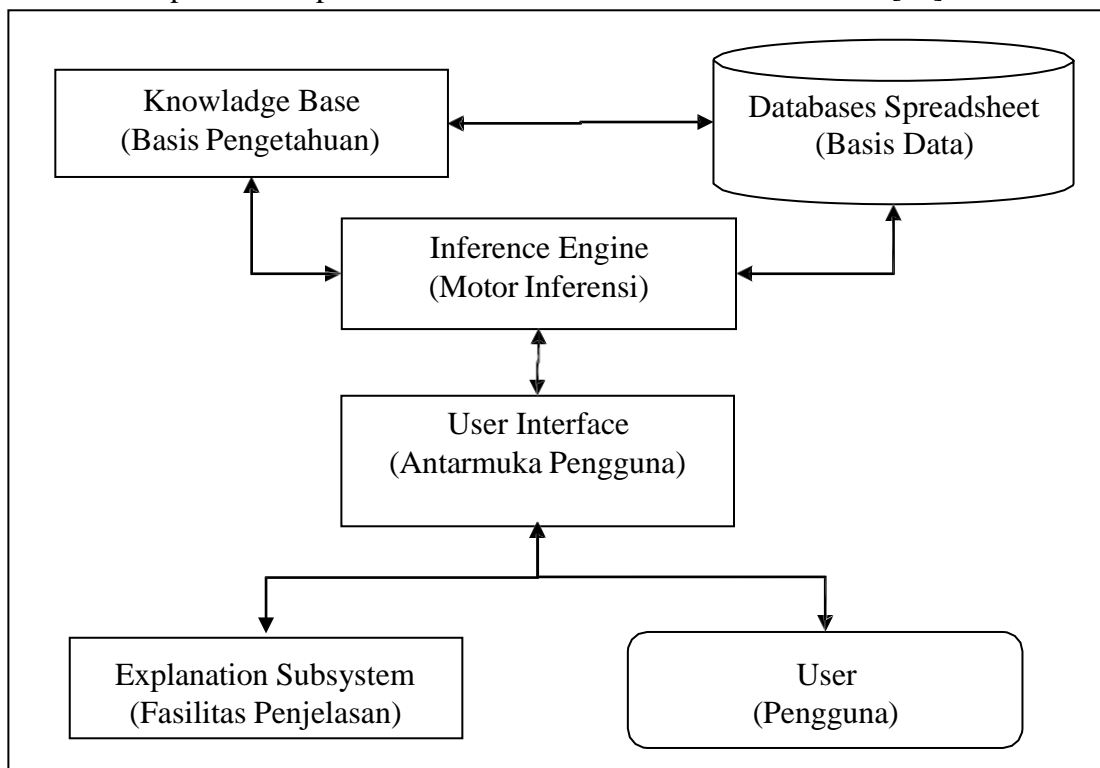 Knowladge Base
(Basis Pengetahuan)
Databases Spreadsheet
(Basis Data)
Inference Engine
(Motor Inferensi)
User Interface
(Antarmuka Pengguna)
Explanation Subsystem
(Fasilitas Penjelasan)
User
(Pengguna)